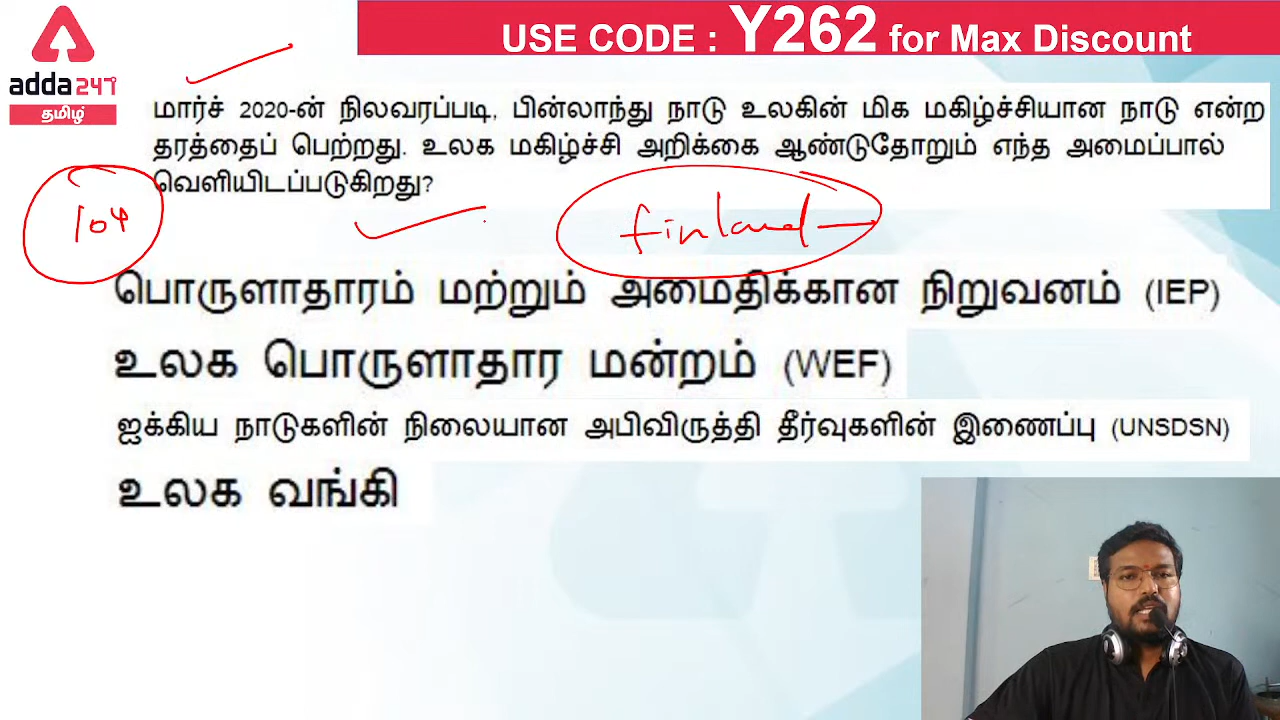 USE CODE : Y262 for Max Discount
adda247
தமிழ்
மார்ச் 2020-ன் நிலவரப்படி, பின்லாந்து நாடு உலகின் மிக மகிழ்ச்சியான நாடு என்ற
தரத்தைப் பெற்றது. உலக மகிழ்ச்சி அறிக்கை ஆண்டுதோறும் எந்த அமைப்பால்
வெளியிடப்படுகிறது?
104
finland
பொருளாதாரம் மற்றும் அமைதிக்கான நிறுவனம் (IEP)
உலக பொருளாதார மன்றம் (WEF)
ஐக்கிய நாடுகளின் நிலையான அபிவிருத்தி தீர்வுகளின் இணைப்பு (UNSDSN)
உலக வங்கி